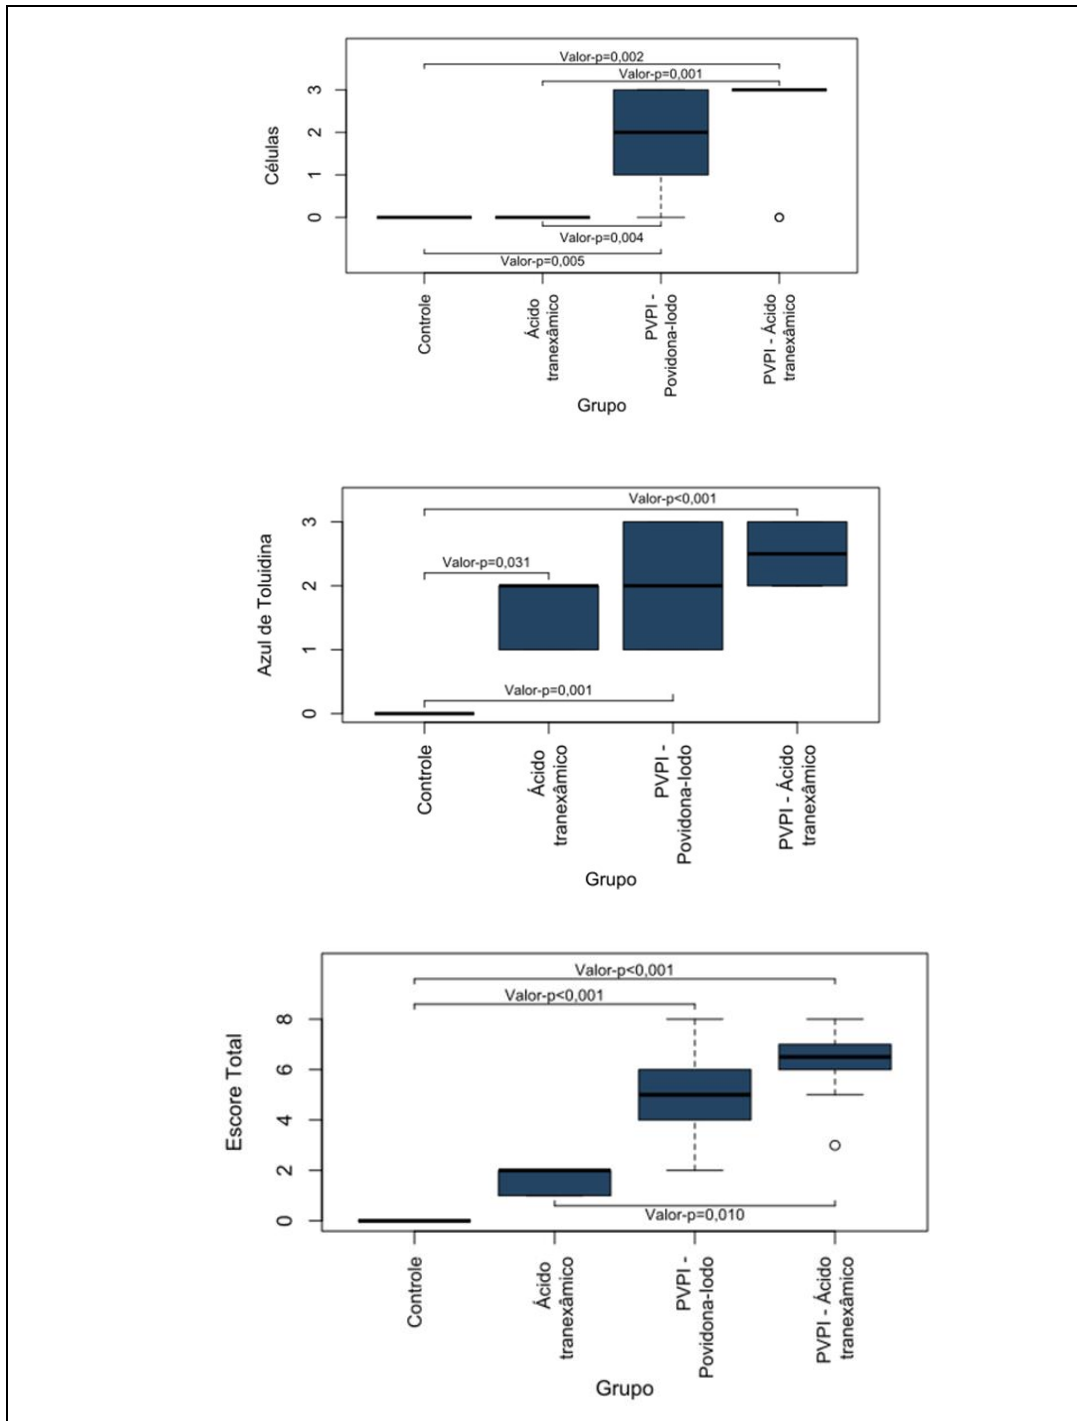 Valor-p=0,002
Valor-p=0,001
Células
3
2
1
0
Valor-p=0,004
Valor-p=0,005
Controle
Ácido
tranexâmico
PVPI -
Povidona-Iodo
PVPI - Ácido
tranexâmico
Grupo
Valor-p<0,001
Azul de Toluidina
3
2
1
0
Valor-p=0,031
Valor-p=0,001
Controle
Ácido
tranexâmico
PVPI -
Povidona-Iodo
PVPI - Ácido
tranexâmico
Grupo
Valor-p<0,001
Valor-p<0,001
Escore Total
8
6
4
2
0
Valor-p=0,010
Controle
Ácido
tranexâmico
PVPI -
Povidona-Iodo
PVPI - Ácido
tranexâmico
Grupo